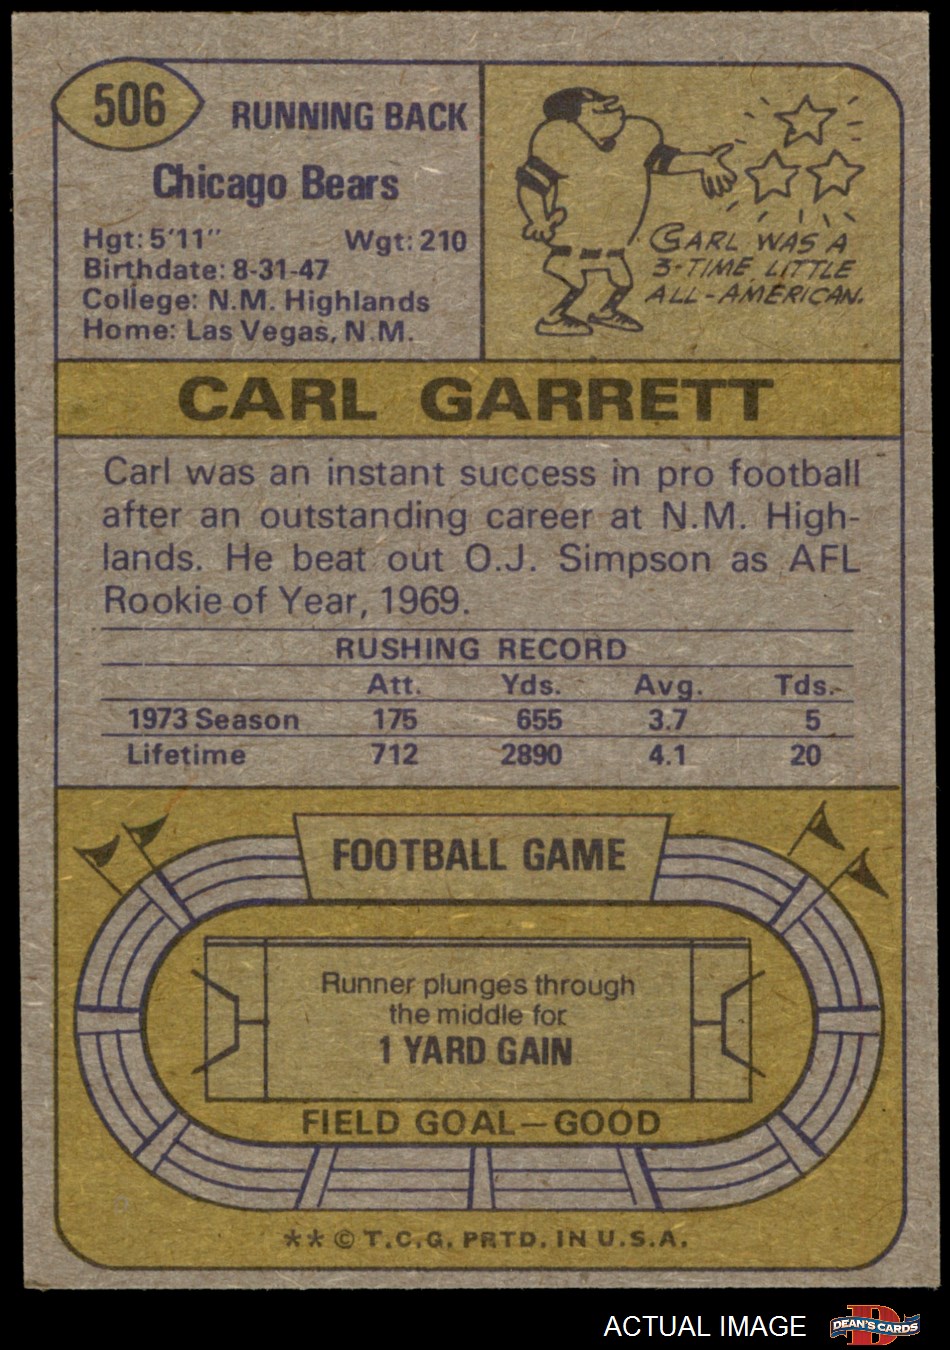 506
RUNNING BACK
Chicago Bears
Hgt: 5'11" Wgt: 210
Birthdate: 8-31-47
College: N.M. Highlands
Home: Las Vegas, N.M.
CARL WAS A
3-TIME LITTLE
ALL-AMERICAN.
CARL GARRETT
Carl was an instant success in pro football
after an outstanding career at N.M. High-
lands. He beat out O.J. Simpson as AFL
Rookie of Year, 1969.
RUSHING RECORD
Att. Yds. Avg. Tds.
1973 Season 175 655 3.7 5
Lifetime 712 2890 4.1 20
FOOTBALL GAME
Runner plunges through
the middle for
1 YARD GAIN
FIELD GOAL—GOOD
** © T.C.G. PRTD. IN U.S.A.
ACTUAL IMAGE
DEAN'S CARDS